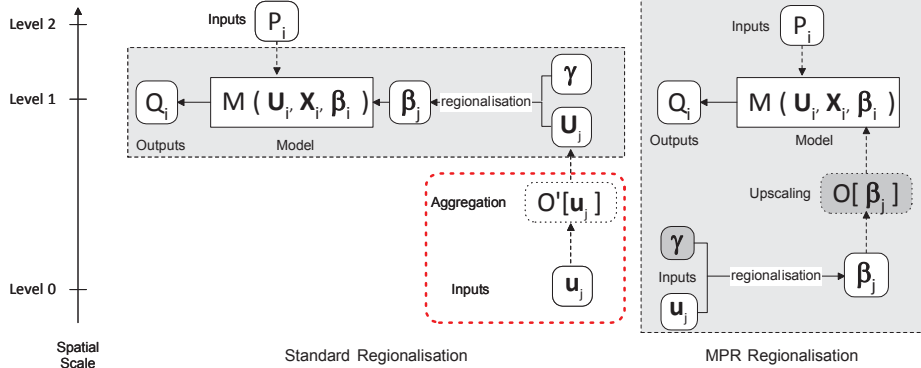 Level 2
Level 1
Level 0
Spatial
Scale
Inputs
P_i
Q_i
Outputs
M ( U_i, X_i, β_i )
Model
β_j
regionalisation
γ
U_j
Aggregation
O'[u_j]
Inputs
u_j
Standard Regionalisation
Inputs
P_i
Q_i
Outputs
M ( U_i, X_i, β_i )
Model
Upscaling
O[ β_j ]
γ
Inputs
u_j
regionalisation
β_j
MPR Regionalisation